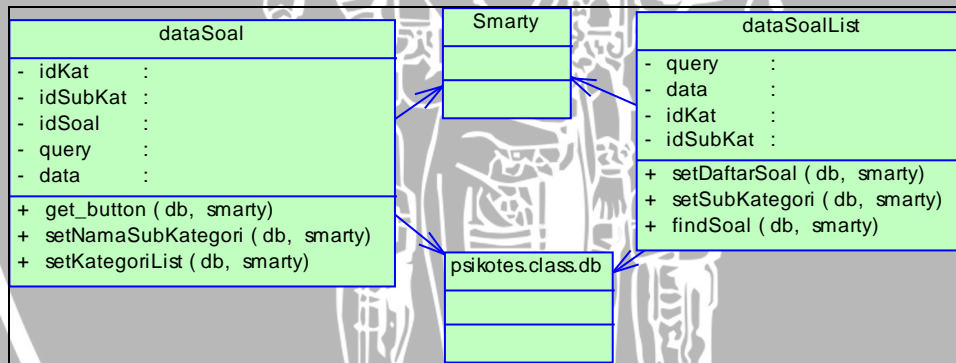 dataSoal
- idKat :
- idSubKat :
- idSoal :
- query :
- data :
+ get_button ( db, smarty)
+ setNamaSubKategori ( db, smarty)
+ setKategoriList ( db, smarty)
Smarty
psikotes.class.db
dataSoalList
- query :
- data :
- idKat :
- idSubKat :
+ setDaftarSoal ( db, smarty)
+ setSubKategori ( db, smarty)
+ findSoal ( db, smarty)